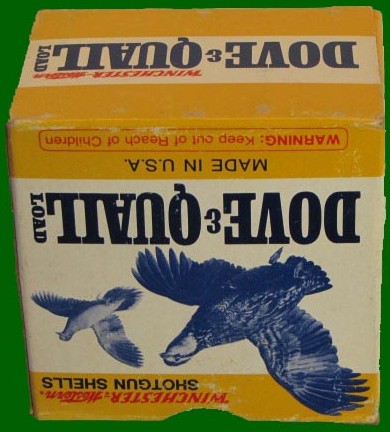 WINCHESTER-Western
SHOTGUN SHELLS
DOVE & QUAIL LOAD
MADE IN U.S.A.
WARNING: Keep out of Reach of Children
WINCHESTER-Western
DOVE & QUAIL LOAD